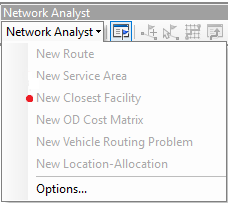 Network Analyst
Network Analyst
New Route
New Service Area
New Closest Facility
New OD Cost Matrix
New Vehicle Routing Problem
New Location-Allocation
Options...